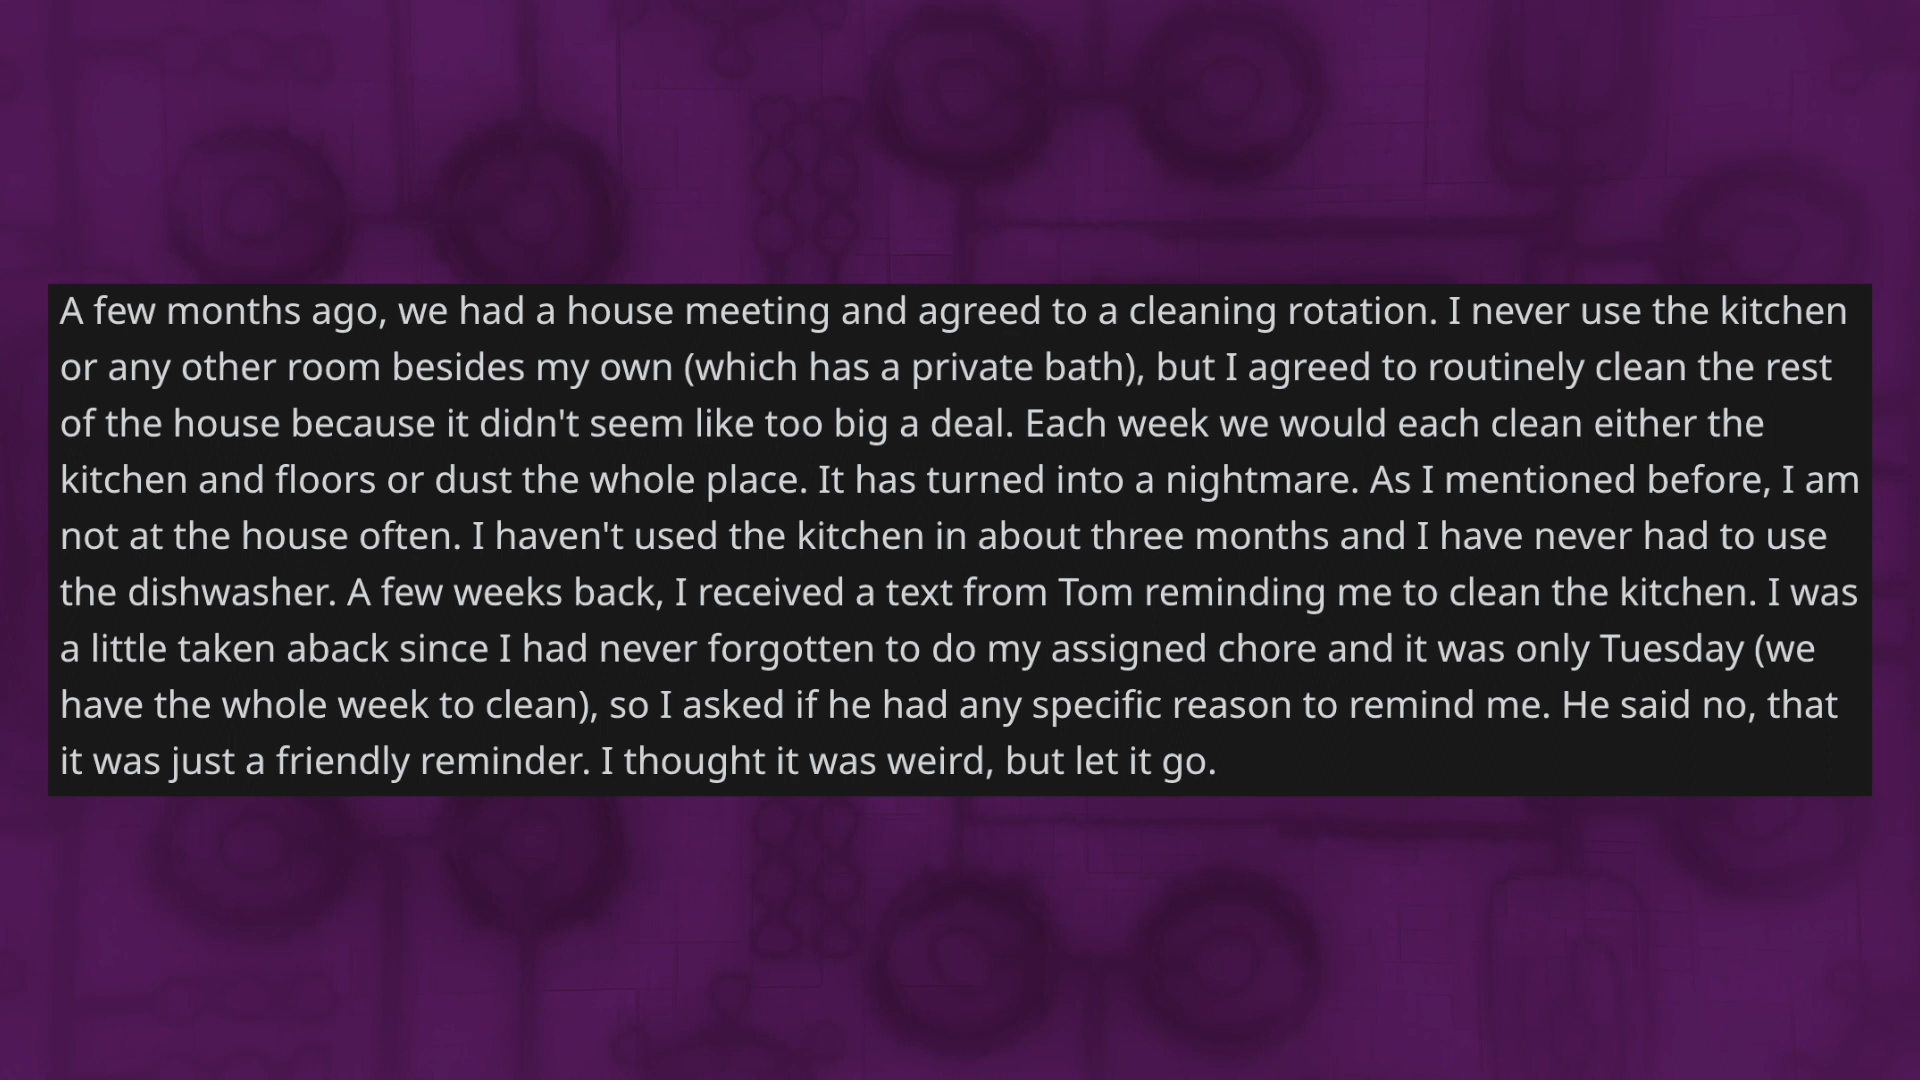 A few months ago, we had a house meeting and agreed to a cleaning rotation. I never use the kitchen
or any other room besides my own (which has a private bath), but I agreed to routinely clean the rest
of the house because it didn't seem like too big a deal. Each week we would each clean either the
kitchen and floors or dust the whole place. It has turned into a nightmare. As I mentioned before, I am
not at the house often. I haven't used the kitchen in about three months and I have never had to use
the dishwasher. A few weeks back, I received a text from Tom reminding me to clean the kitchen. I was
a little taken aback since I had never forgotten to do my assigned chore and it was only Tuesday (we
have the whole week to clean), so I asked if he had any specific reason to remind me. He said no, that
it was just a friendly reminder. I thought it was weird, but let it go.